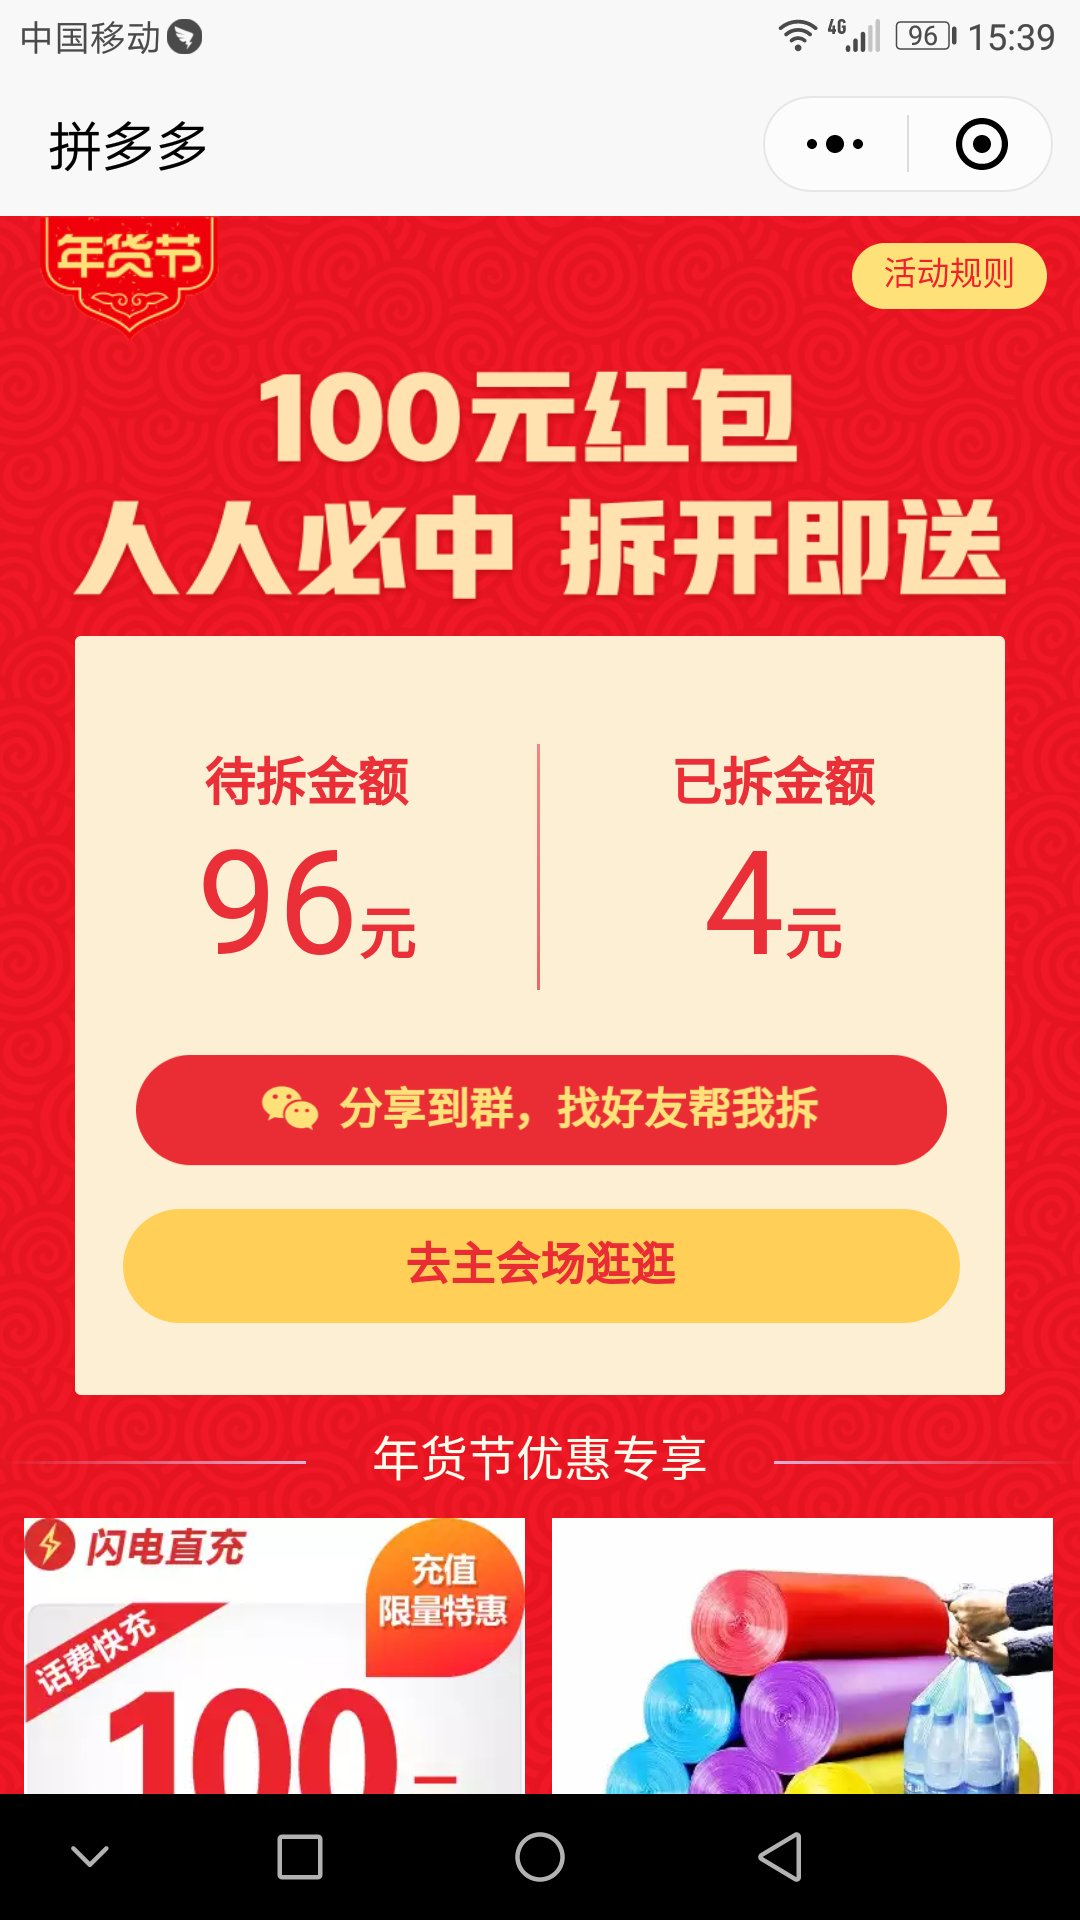 中国移动
4G
96
15:39
拼多多
年货节
活动规则
100元红包
人人必中 拆开即送
待拆金额
已拆金额
96元
4元
分享到群，找好友帮我拆
去主会场逛逛
年货节优惠专享
闪电直充
充值
限量特惠
话费快充
100